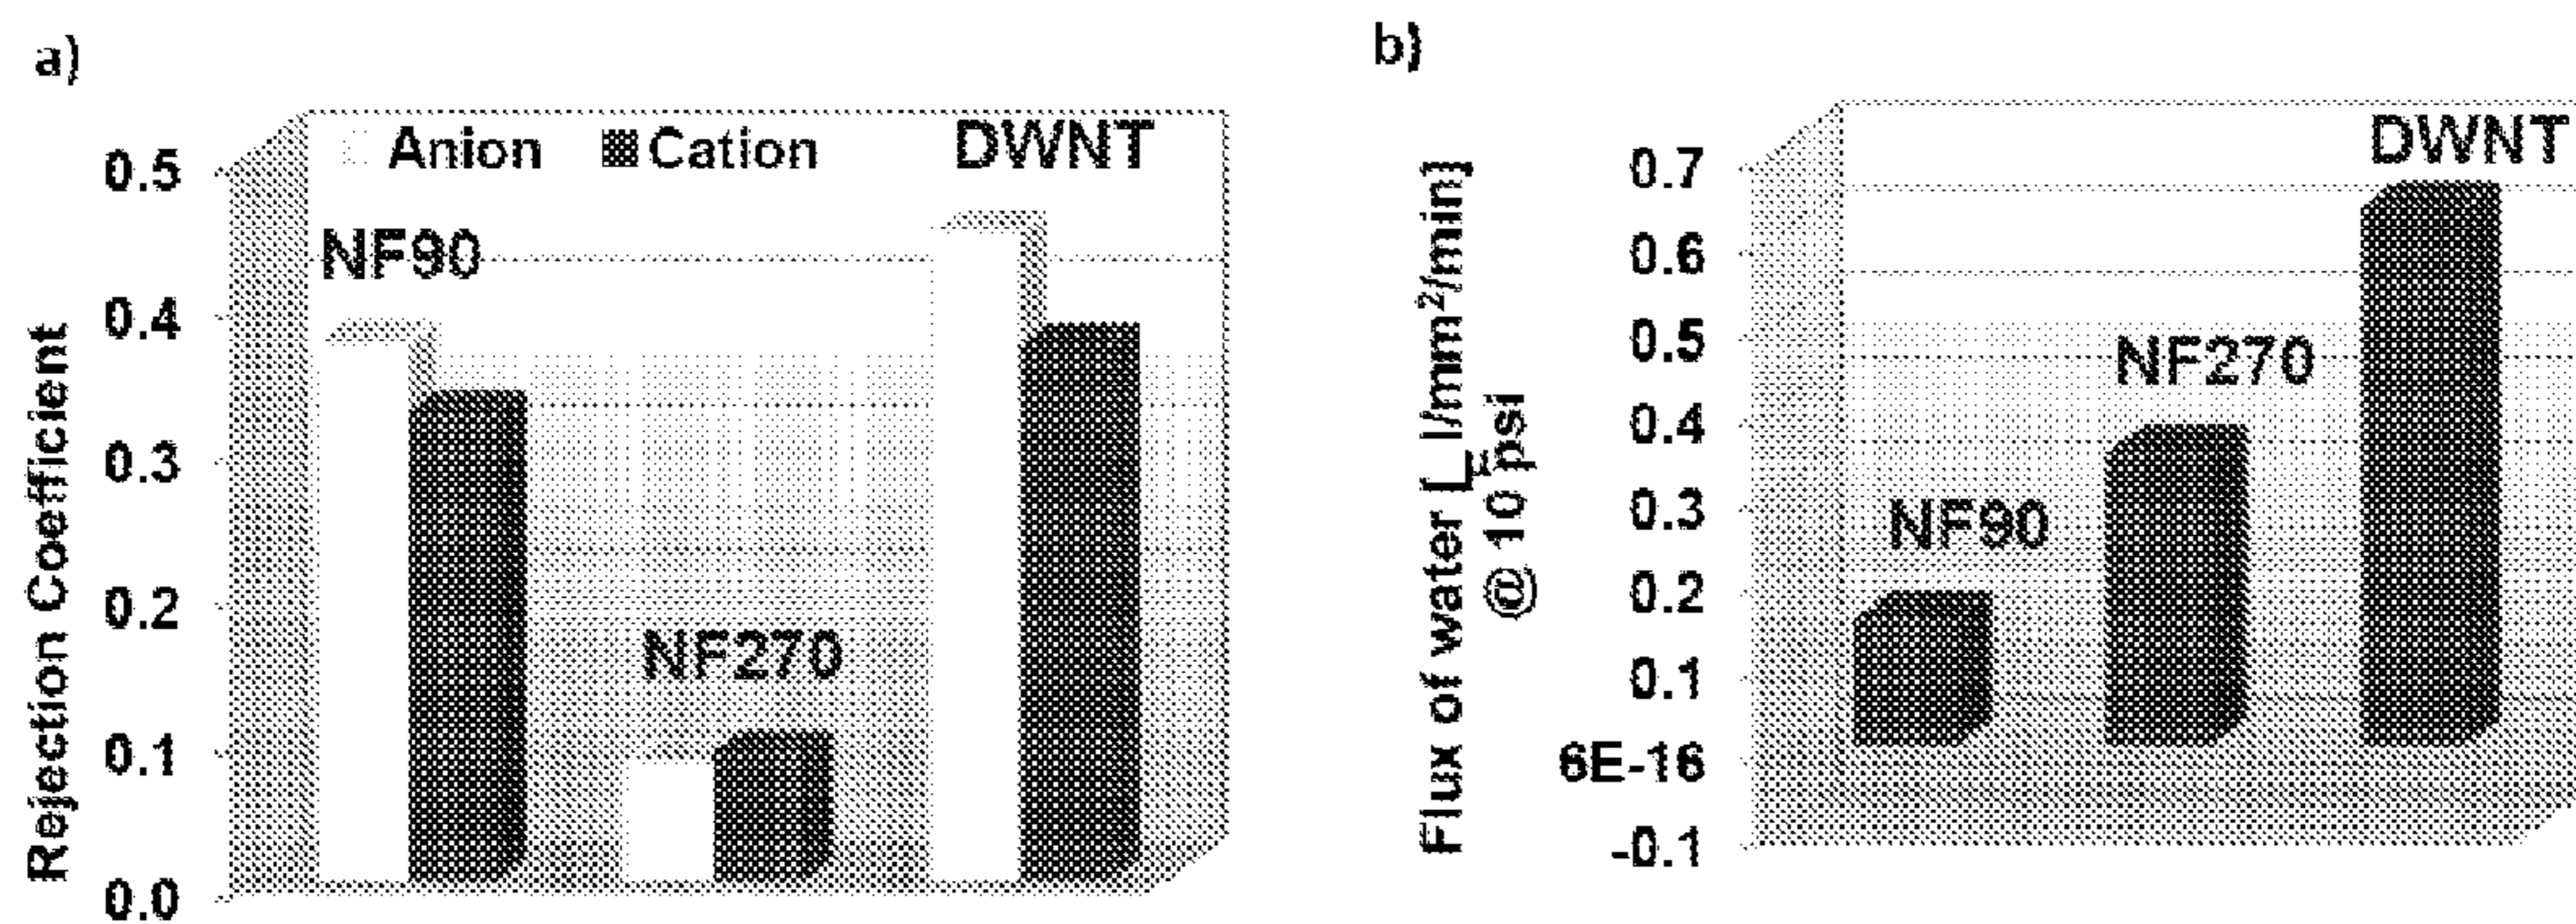 a)
Anion Cation
DWNT
NF90
NF270
0.5
0.4
0.3
0.2
0.1
0.0
Rejection Coefficient
b)
DWNT
NF270
NF90
0.7
0.6
0.5
0.4
0.3
0.2
0.1
6E-16
-0.1
Flux of water [ l/mm²/min]
@ 10 psi